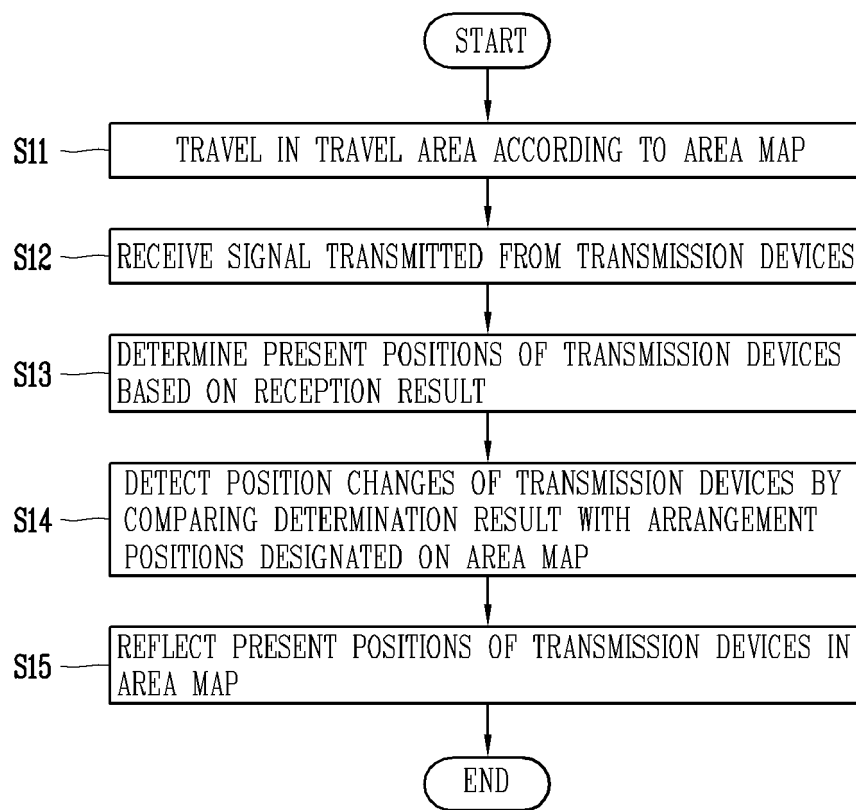 START
S11 TRAVEL IN TRAVEL AREA ACCORDING TO AREA MAP
S12 RECEIVE SIGNAL TRANSMITTED FROM TRANSMISSION DEVICES
S13 DETERMINE PRESENT POSITIONS OF TRANSMISSION DEVICES
BASED ON RECEPTION RESULT
S14 DETECT POSITION CHANGES OF TRANSMISSION DEVICES BY
COMPARING DETERMINATION RESULT WITH ARRANGEMENT
POSITIONS DESIGNATED ON AREA MAP
S15 REFLECT PRESENT POSITIONS OF TRANSMISSION DEVICES IN
AREA MAP
END